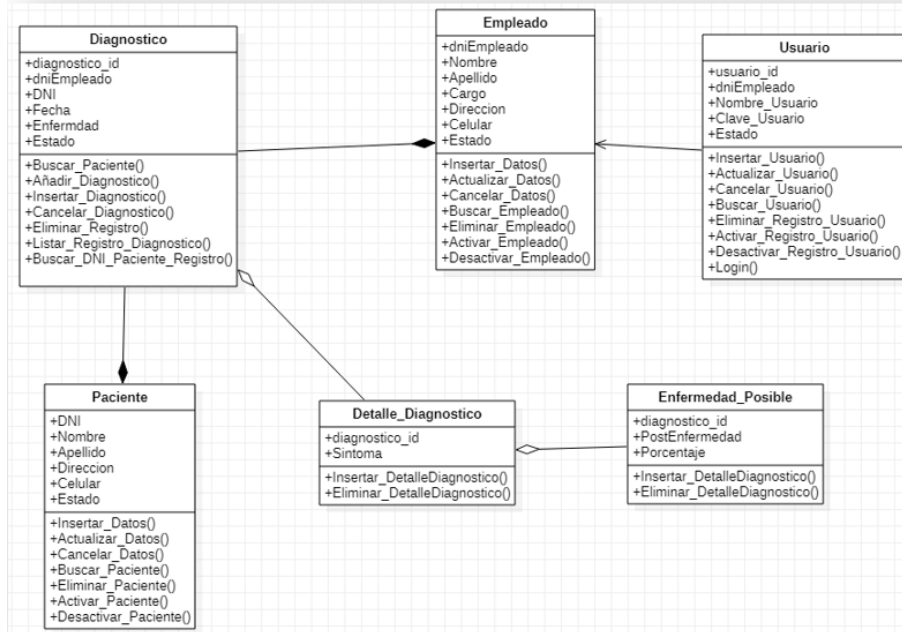 Diagnostico
+diagnostico_id
+dniEmpleado
+DNI
+Fecha
+Enfermdad
+Estado
+Buscar_Paciente()
+Añadir_Diagnostico()
+Insertar_Diagnostico()
+Cancelar_Diagnostico()
+Eliminar_Registro()
+Listar_Registro_Diagnostico()
+Buscar_DNI_Paciente_Registro()
Empleado
+dniEmpleado
+Nombre
+Apellido
+Cargo
+Direccion
+Celular
+Estado
+Insertar_Datos()
+Actualizar_Datos()
+Cancelar_Datos()
+Buscar_Empleado()
+Eliminar_Empleado()
+Activar_Empleado()
+Desactivar_Empleado()
Usuario
+usuario_id
+dniEmpleado
+Nombre_Usuario
+Clave_Usuario
+Estado
+Insertar_Usuario()
+Actualizar_Usuario()
+Cancelar_Usuario()
+Buscar_Usuario()
+Eliminar_Registro_Usuario()
+Activar_Registro_Usuario()
+Desactivar_Registro_Usuario()
+Login()
Paciente
+DNI
+Nombre
+Apellido
+Direccion
+Celular
+Estado
+Insertar_Datos()
+Actualizar_Datos()
+Cancelar_Datos()
+Buscar_Paciente()
+Eliminar_Paciente()
+Activar_Paciente()
+Desactivar_Paciente()
Detalle_Diagnostico
+diagnostico_id
+Sintoma
+Insertar_DetalleDiagnostico()
+Eliminar_DetalleDiagnostico()
Enfermedad_Posible
+diagnostico_id
+PostEnfermedad
+Porcentaje
+Insertar_DetalleDiagnostico()
+Eliminar_DetalleDiagnostico()